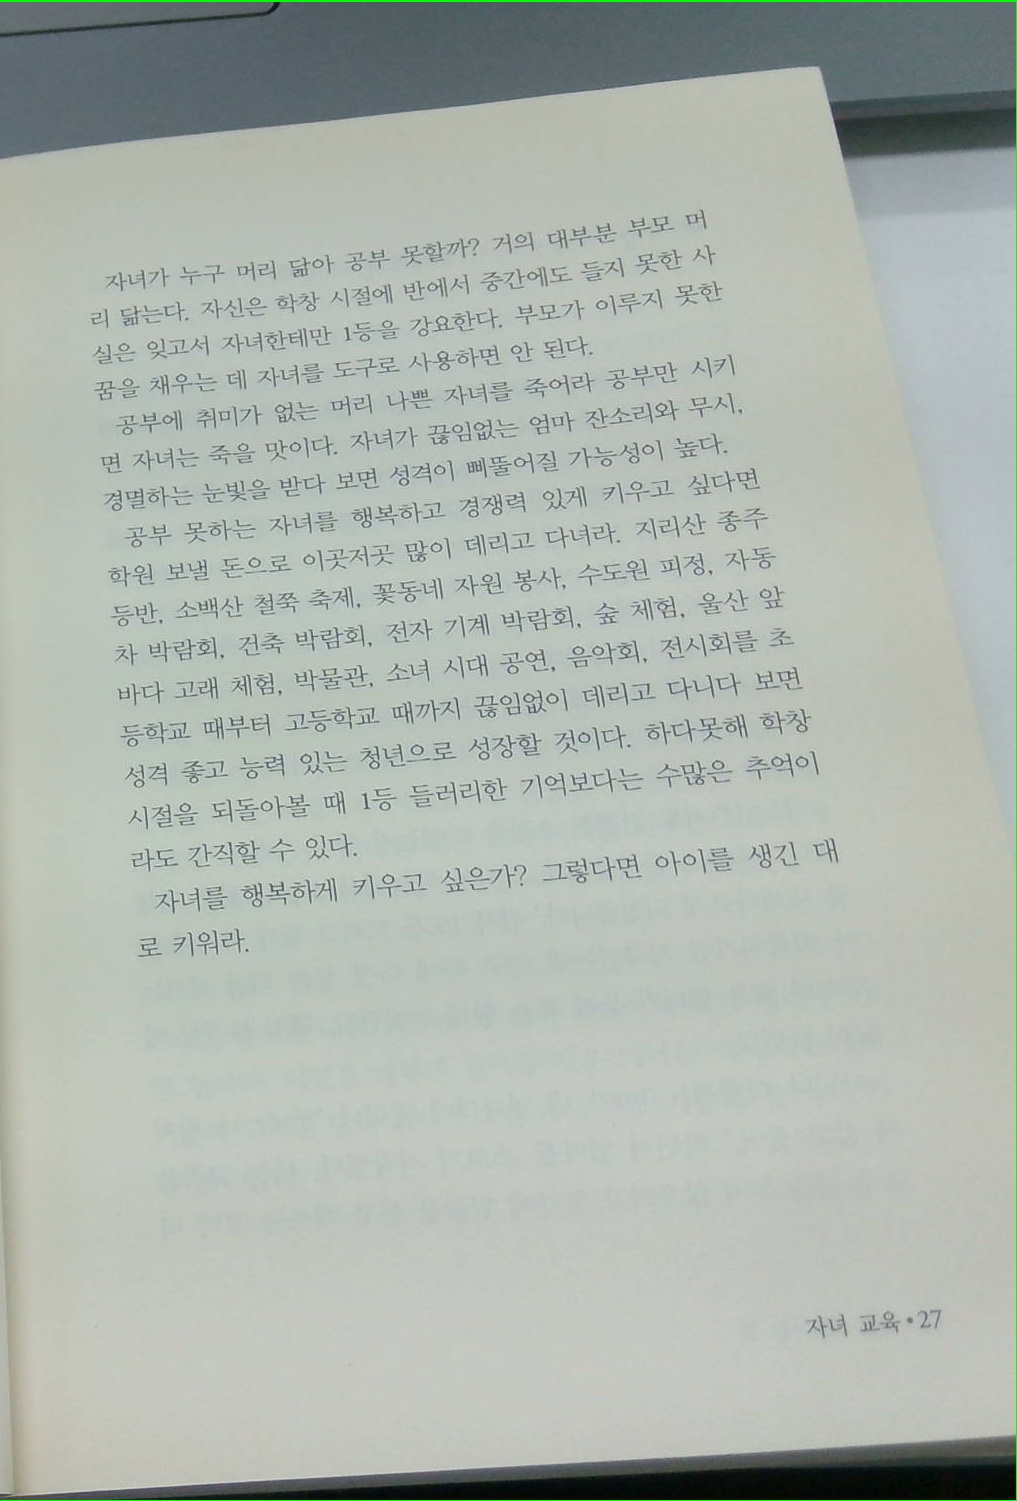 자녀가 누구 머리 닮아 공부 못할까? 거의 대부분 부모 머
리 닮는다. 자신은 학창 시절에 반에서 중간에도 들지 못한 사
실은 잊고서 자녀한테만 1등을 강요한다. 부모가 이루지 못한
꿈을 채우는 데 자녀를 도구로 사용하면 안 된다.
공부에 취미가 없는 머리 나쁜 자녀를 죽어라 공부만 시키
면 자녀는 죽을 맛이다. 자녀가 끊임없는 엄마 잔소리와 무시,
경멸하는 눈빛을 받다 보면 성격이 삐뚤어질 가능성이 높다.
공부 못하는 자녀를 행복하고 경쟁력 있게 키우고 싶다면
학원 보낼 돈으로 이곳저곳 많이 데리고 다녀라. 지리산 종주
등반, 소백산 철쭉 축제, 꽃동네 자원 봉사, 수도원 피정, 자동
차 박람회, 건축 박람회, 전자 기계 박람회, 숲 체험, 울산 앞
바다 고래 체험, 박물관, 소녀 시대 공연, 음악회, 전시회를 초
등학교 때부터 고등학교 때까지 끊임없이 데리고 다니다 보면
성격 좋고 능력 있는 청년으로 성장할 것이다. 하다못해 학창
시절을 되돌아볼 때 1등 들러리한 기억보다는 수많은 추억이
라도 간직할 수 있다.
자녀를 행복하게 키우고 싶은가? 그렇다면 아이를 생긴 대
로 키워라.
자녀 교육•27